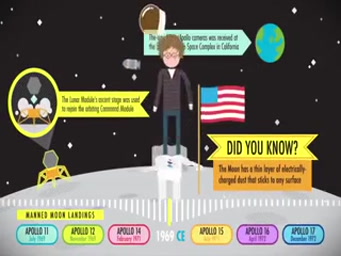 Apollo cameras was received at
Space Complex in California
The Lunar Module's ascent stage was used
to rejoin the orbiting Command Module
DID YOU KNOW?
The Moon has a thin layer of electrically-
charged dust that sticks to any surface
MANNED MOON LANDINGS
APOLLO 11
July 1969
APOLLO 12
November 1969
APOLLO 14
February 1971
1969 CE
APOLLO 15
1971
APOLLO 16
April 1972
APOLLO 17
December 1972